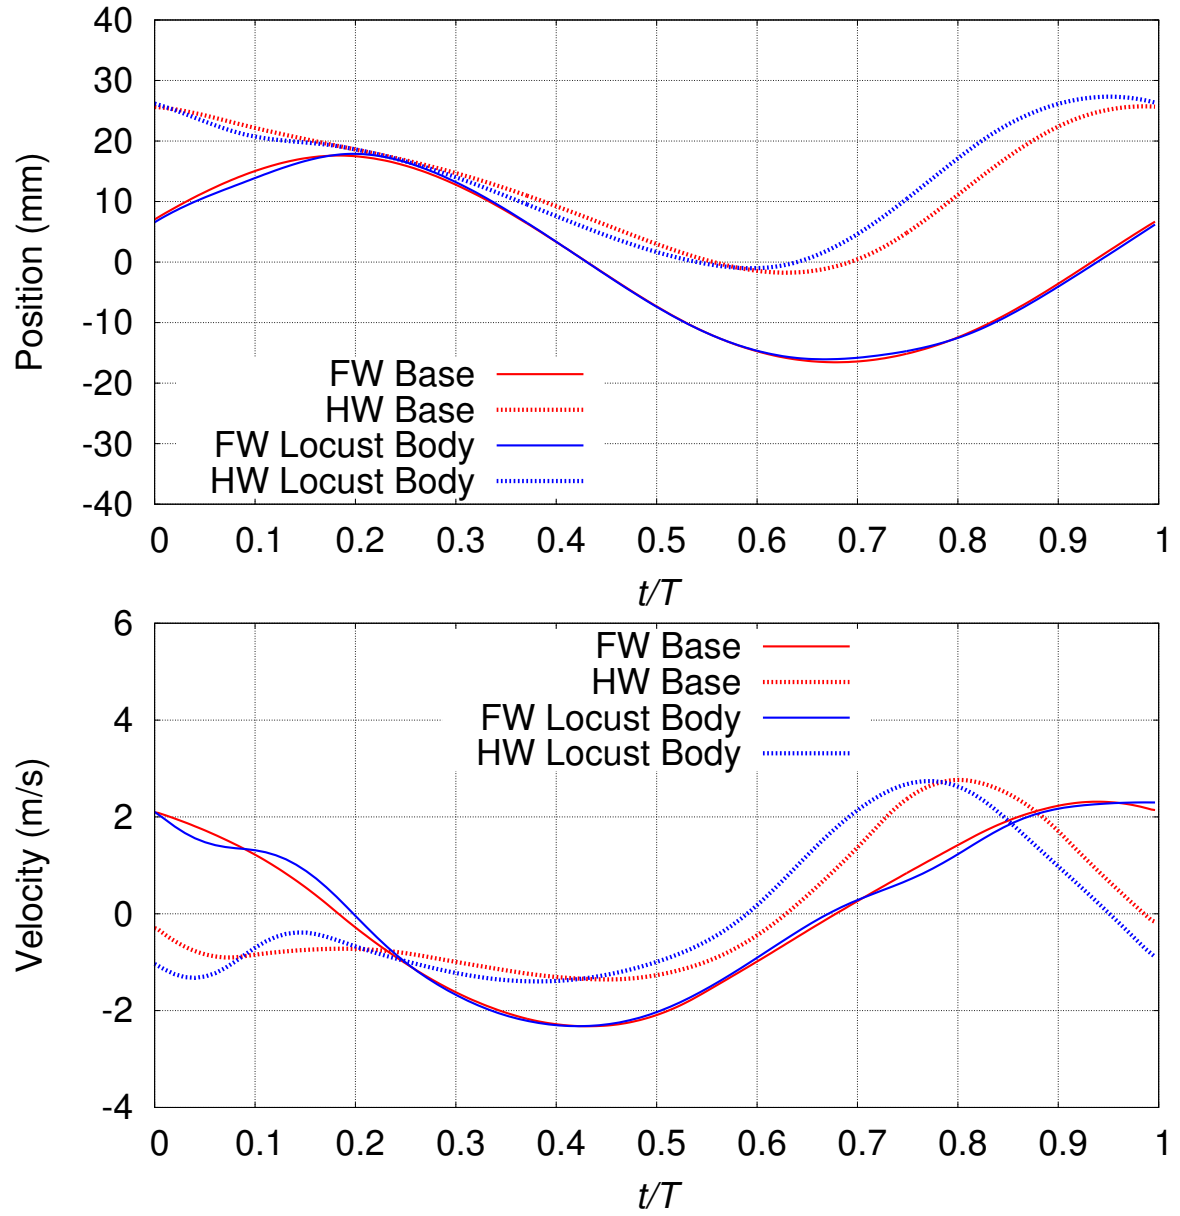 40
30
20
10
0
-10
-20
-30
-40
Position (mm)
FW Base
HW Base
FW Locust Body
HW Locust Body
0 0.1 0.2 0.3 0.4 0.5 0.6 0.7 0.8 0.9 1
t/T
6
4
2
0
-2
-4
Velocity (m/s)
FW Base
HW Base
FW Locust Body
HW Locust Body
0 0.1 0.2 0.3 0.4 0.5 0.6 0.7 0.8 0.9 1
t/T